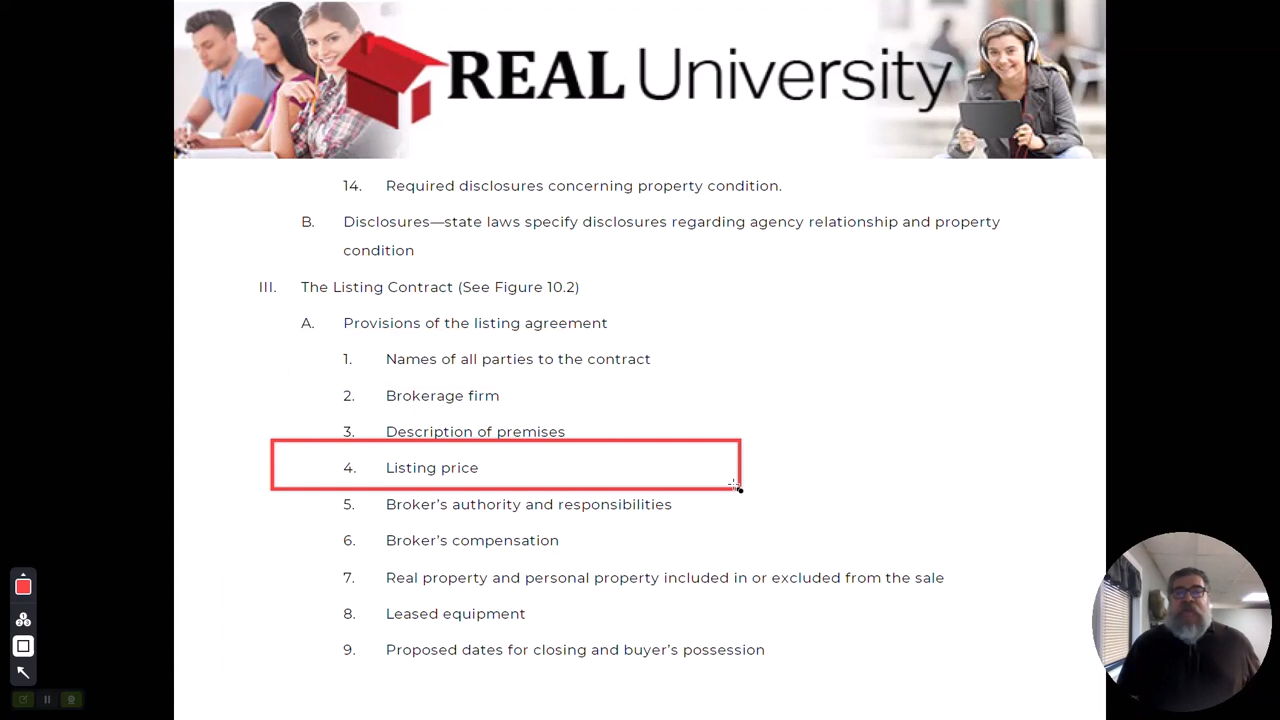 REAL University
14. Required disclosures concerning property condition.
B. Disclosures—state laws specify disclosures regarding agency relationship and property
condition
III. The Listing Contract (See Figure 10.2)
A. Provisions of the listing agreement
1. Names of all parties to the contract
2. Brokerage firm
3. Description of premises
4. Listing price
5. Broker’s authority and responsibilities
6. Broker’s compensation
7. Real property and personal property included in or excluded from the sale
8. Leased equipment
9. Proposed dates for closing and buyer’s possession